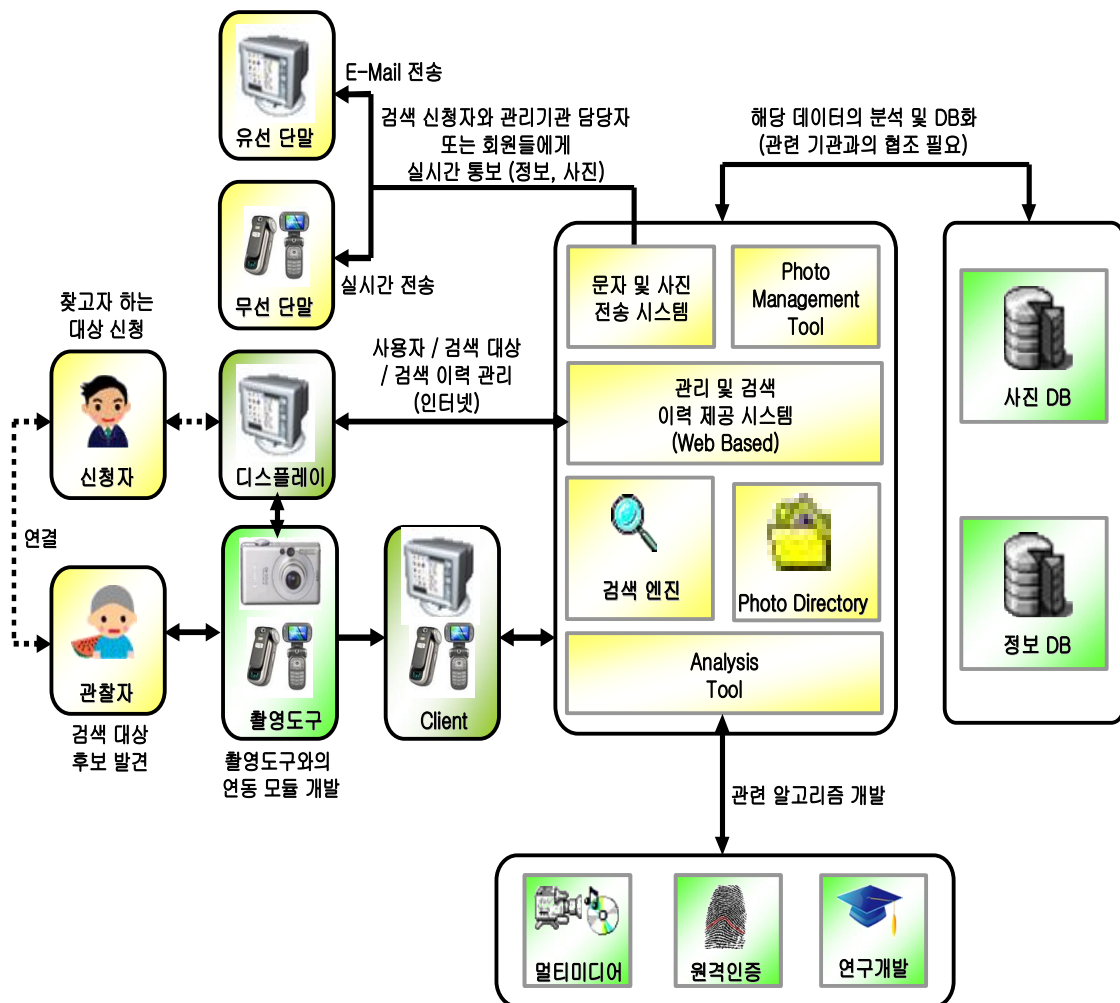 E-Mail 전송
유선 단말
검색 신청자와 관리기관 담당자
또는 회원들에게
실시간 통보 (정보, 사진)
해당 데이터의 분석 및 DB화
(관련 기관과의 협조 필요)
무선 단말
실시간 전송
찾고자 하는
대상 신청
신청자
사용자 / 검색 대상
/ 검색 이력 관리
(인터넷)
디스플레이
문자 및 사진
전송 시스템
Photo
Management
Tool
관리 및 검색
이력 제공 시스템
(Web Based)
검색 엔진
Photo Directory
Analysis
Tool
사진 DB
정보 DB
연결
관찰자
검색 대상
후보 발견
촬영도구
촬영도구와의
연동 모듈 개발
Client
관련 알고리즘 개발
멀티미디어
원격인증
연구개발